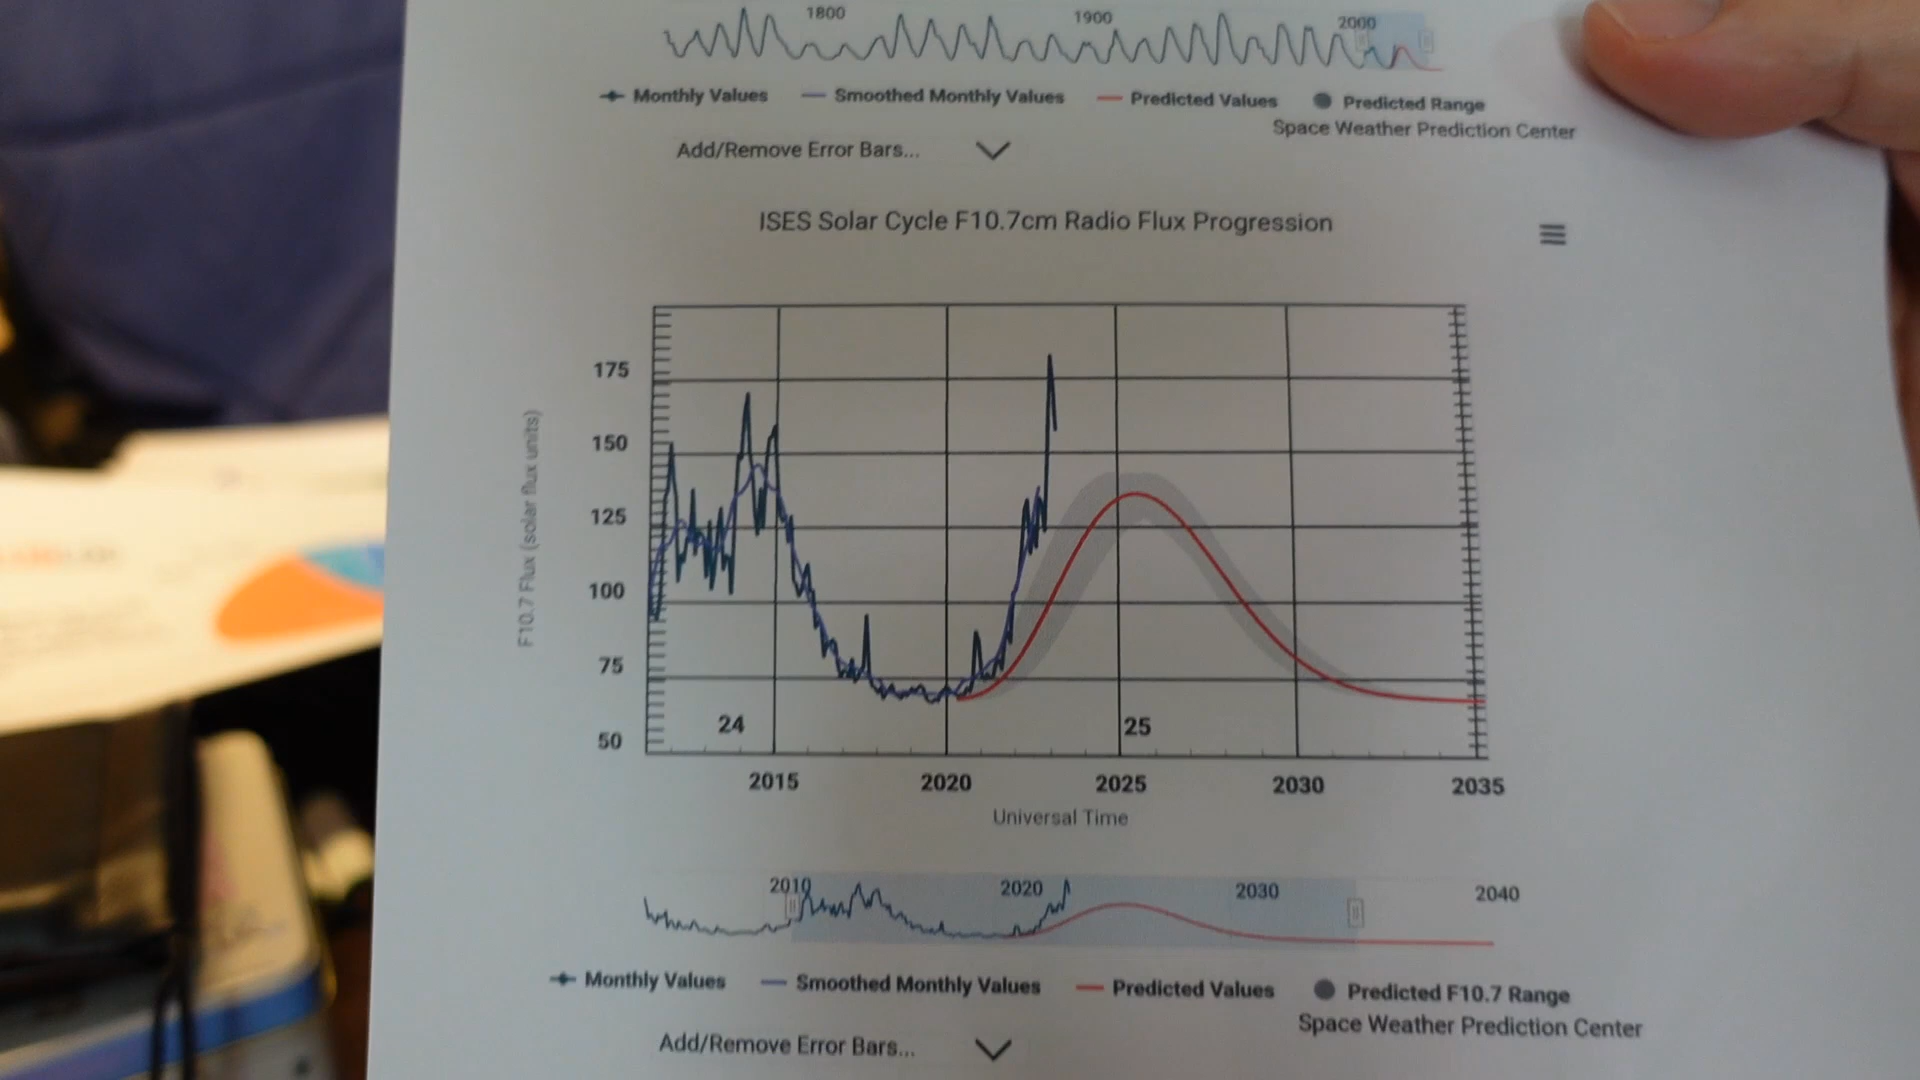 1800 1900 2000
Monthly Values Smoothed Monthly Values Predicted Values Predicted Range
Space Weather Prediction Center
Add/Remove Error Bars...
ISES Solar Cycle F10.7cm Radio Flux Progression
F10.7 Flux (solar flux units)
175
150
125
100
75
50
24 25
2015 2020 2025 2030 2035
Universal Time
2010 2020 2030 2040
Monthly Values Smoothed Monthly Values Predicted Values Predicted F10.7 Range
Space Weather Prediction Center
Add/Remove Error Bars...